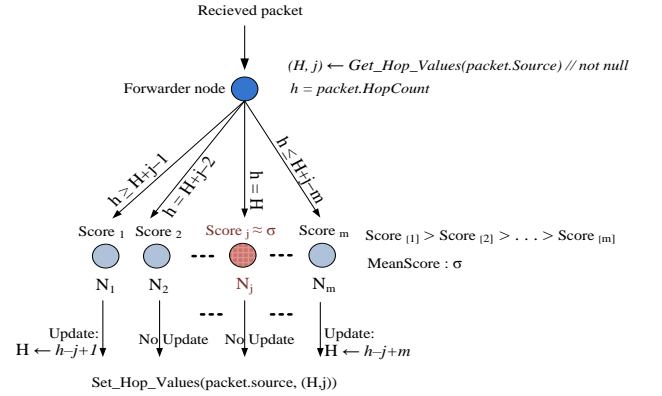 Recieved packet
(H, j) ← Get_Hop_Values(packet.Source) // not null
Forwarder node
h = packet.HopCount
h ≥ H+j–1
h = H+j–2
h = H
h ≤ H+j–m
Score 1
Score 2
Score j ≈ σ
Score m
Score [1] > Score [2] > . . . > Score [m]
MeanScore : σ
N1
N2
Nj
Nm
Update:
H ← h–j+1
No Update
No Update
Update:
H ← h–j+m
Set_Hop_Values(packet.source, (H,j))